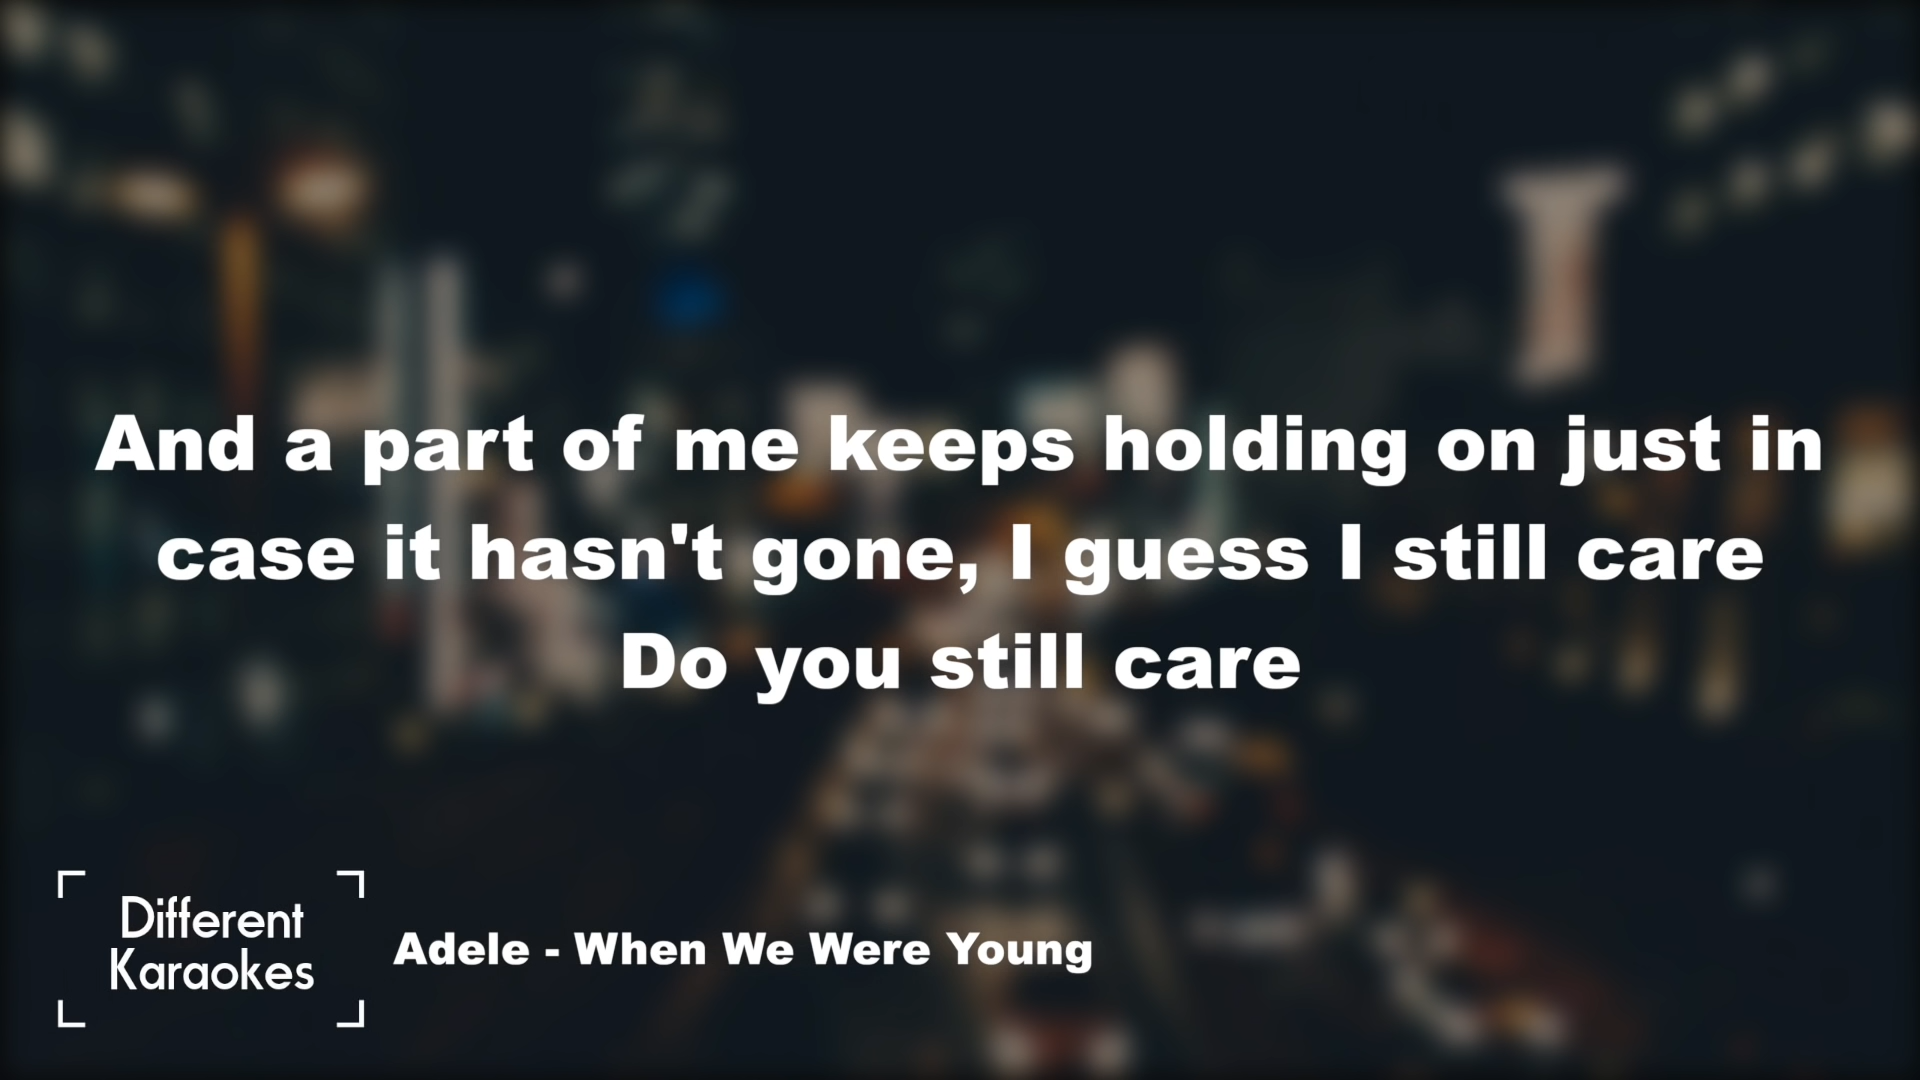 And a part of me keeps holding on just in
case it hasn't gone, I guess I still care
Do you still care
Different
Karaokes
Adele - When We Were Young